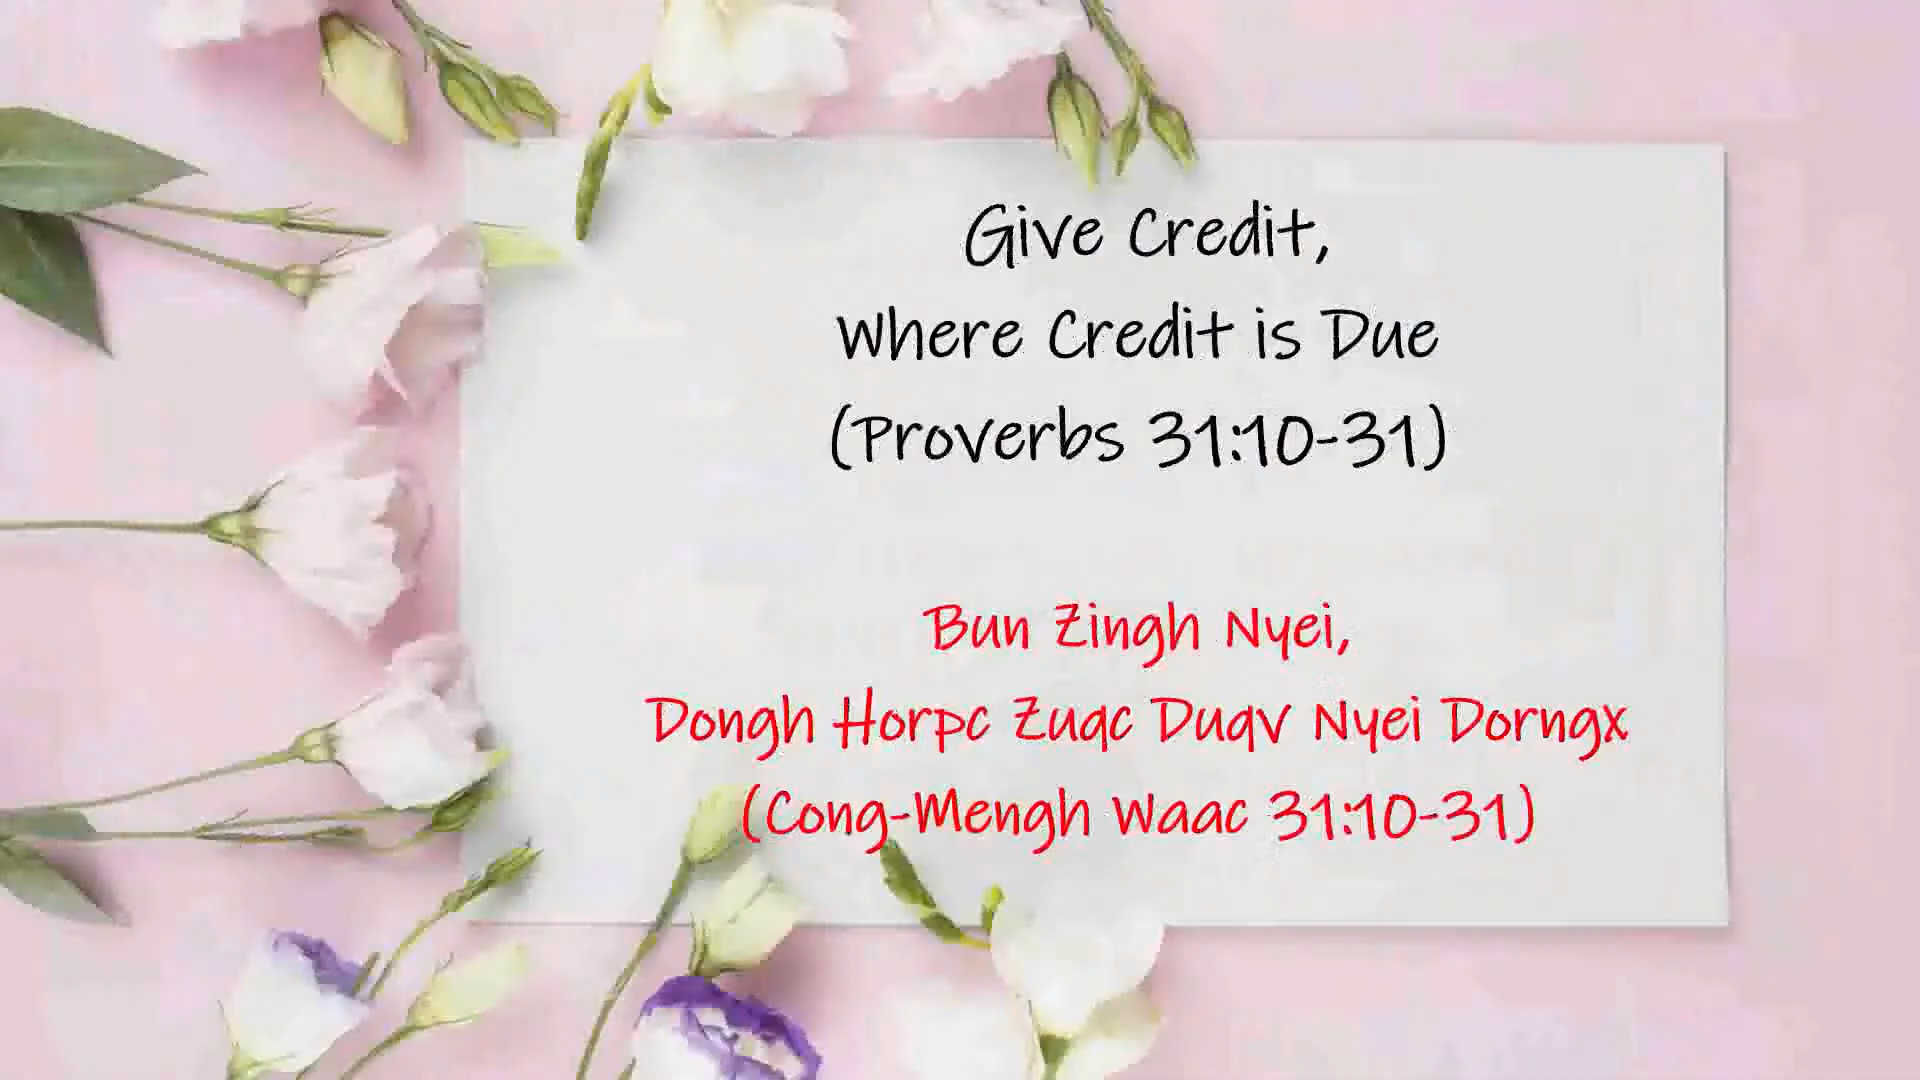 Give Credit,
Where Credit is Due
(Proverbs 31:10-31)
Bun Zingh Nyei,
Dongh Horpc Zuqc Duqv Nyei Dorngx
(Cong-Mengh Waac 31:10-31)